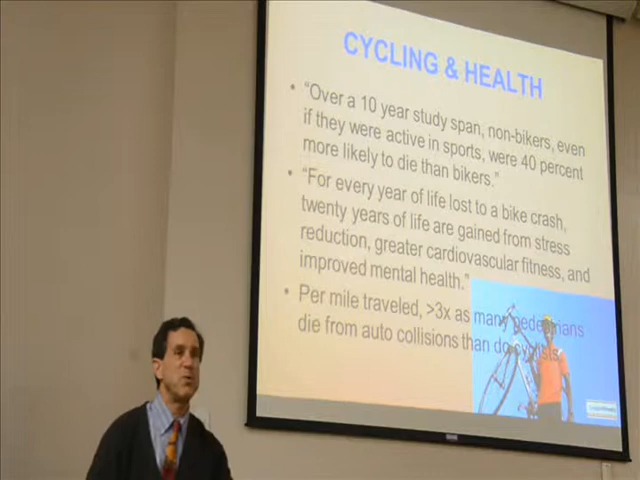 CYCLING & HEALTH
• “Over a 10 year study span, non-bikers, even
if they were active in sports, were 40 percent
more likely to die than bikers.”
• “For every year of life lost to a bike crash,
twenty years of life are gained from stress
reduction, greater cardiovascular fitness, and
improved mental health.”
• Per mile traveled, >3x as many pedestrians
die from auto collisions than do cyclists